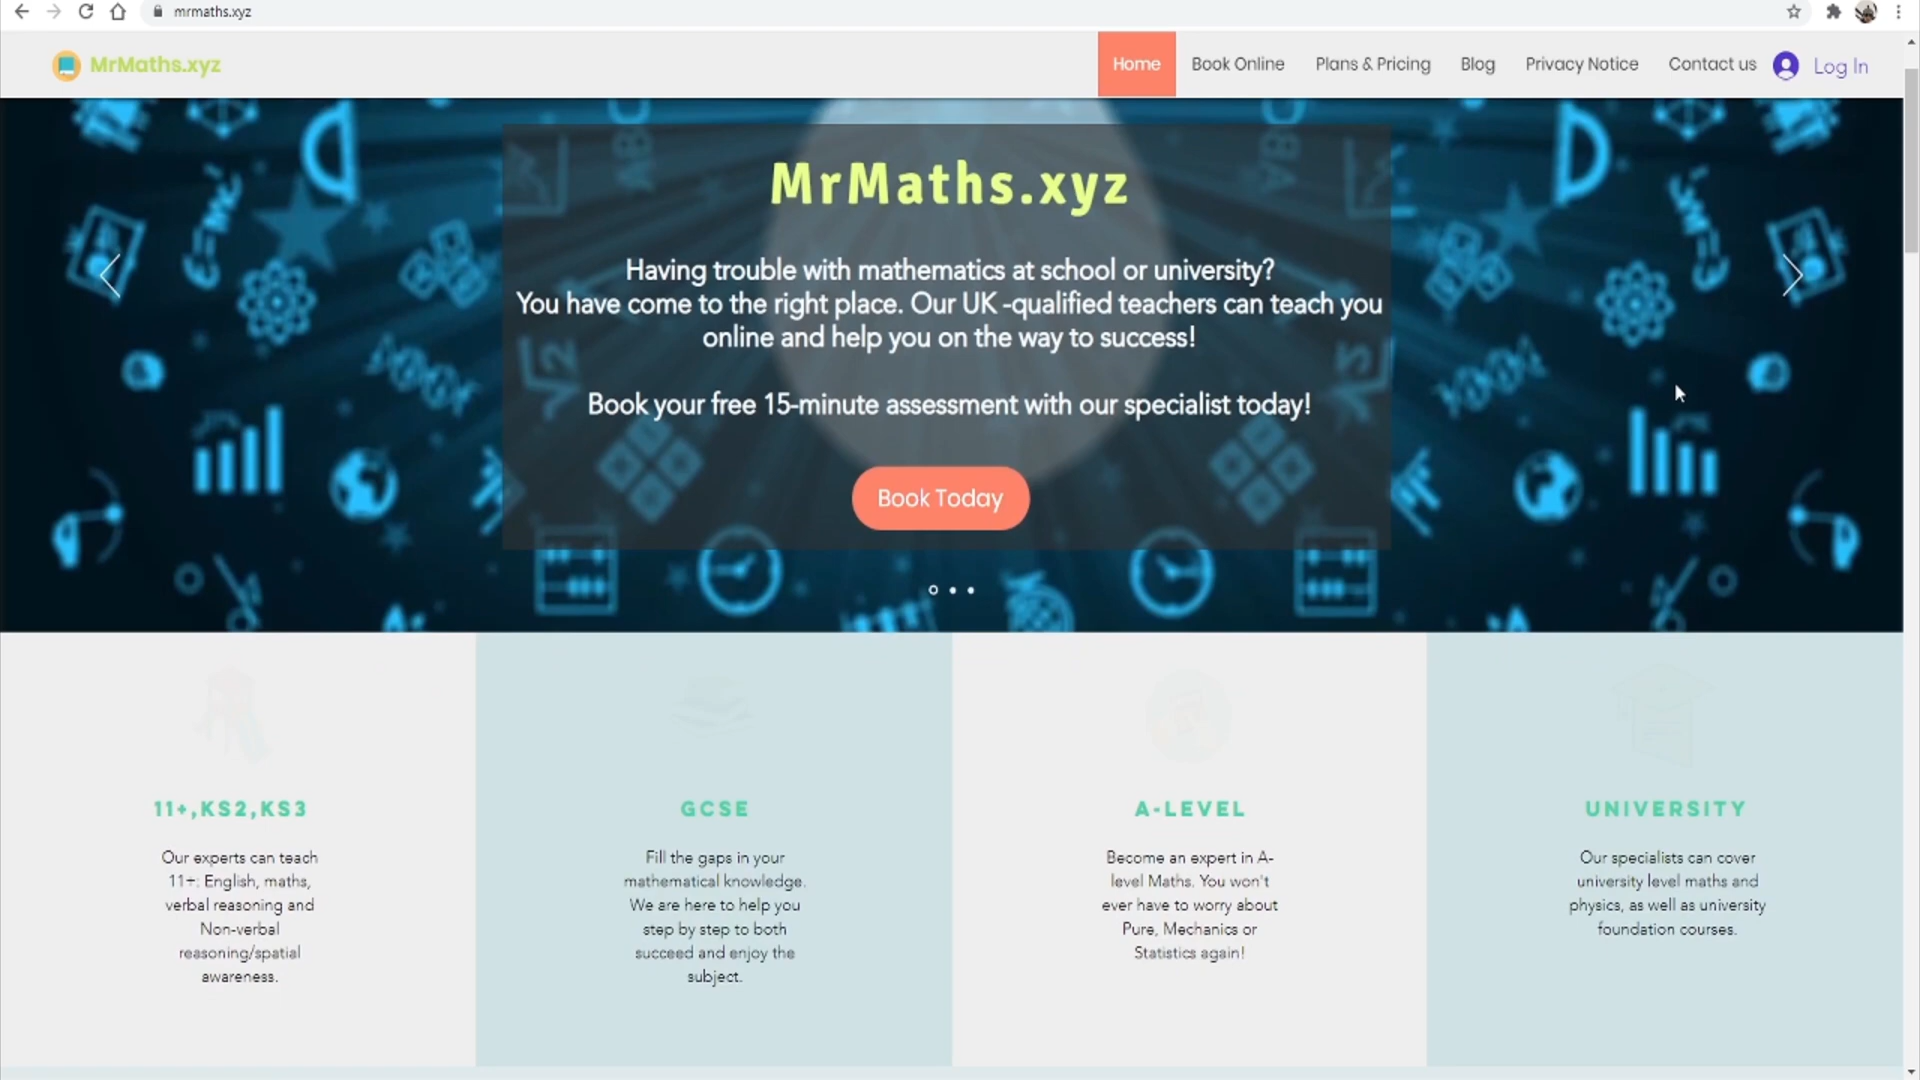 mrmaths.xyz
MrMaths.xyz
Home
Book Online
Plans & Pricing
Blog
Privacy Notice
Contact us
Log In
MrMaths.xyz
Having trouble with mathematics at school or university?
You have come to the right place. Our UK -qualified teachers can teach you
online and help you on the way to success!
Book your free 15-minute assessment with our specialist today!
Book Today
11+,KS2,KS3
Our experts can teach
11+: English, maths,
verbal reasoning and
Non-verbal
reasoning/spatial
awareness.
GCSE
Fill the gaps in your
mathematical knowledge.
We are here to help you
step by step to both
succeed and enjoy the
subject.
A-LEVEL
Become an expert in A-
level Maths. You won't
ever have to worry about
Pure, Mechanics or
Statistics again!
UNIVERSITY
Our specialists can cover
university level maths and
physics, as well as university
foundation courses.